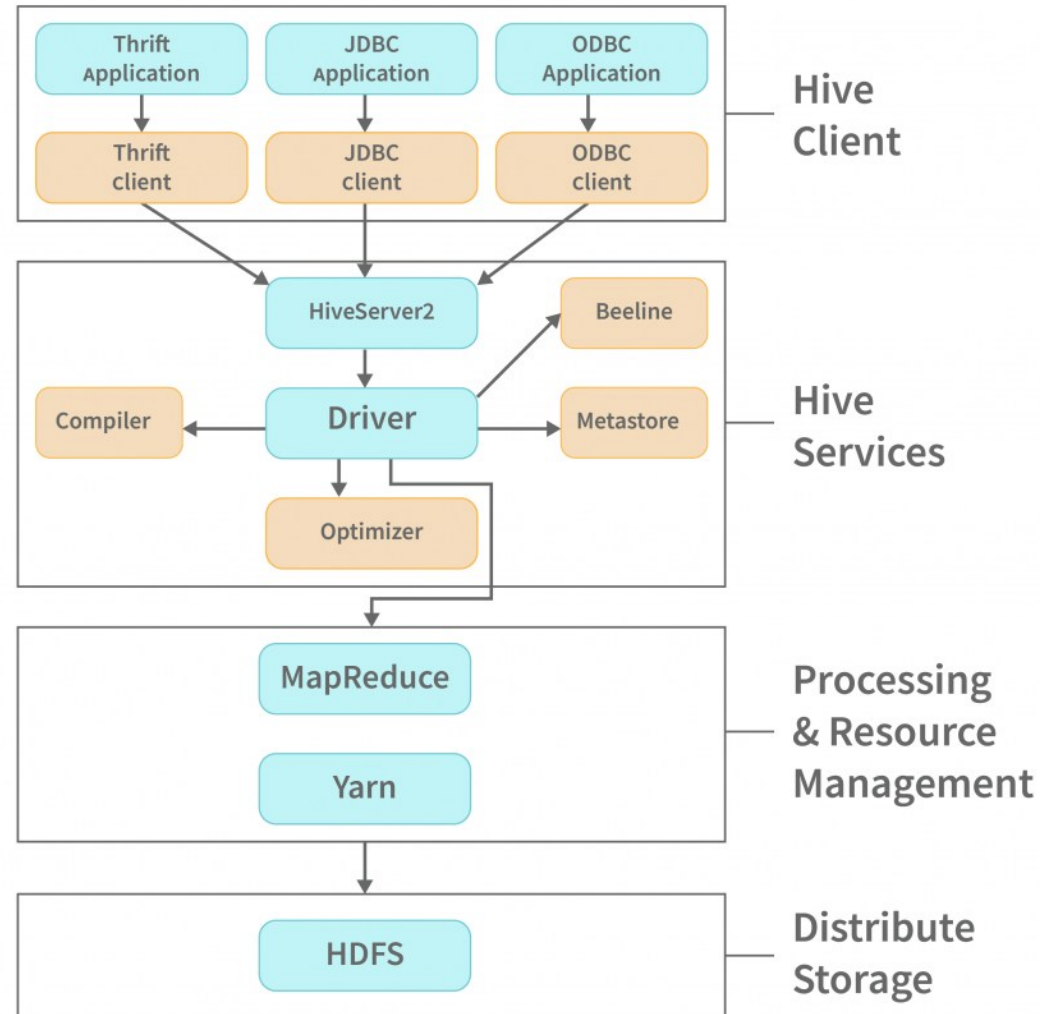 Thrift
Application
JDBC
Application
ODBC
Application
Hive
Client
Thrift
client
JDBC
client
ODBC
client
HiveServer2
Beeline
Compiler
Driver
Metastore
Hive
Services
Optimizer
MapReduce
Yarn
Processing
& Resource
Management
HDFS
Distribute
Storage